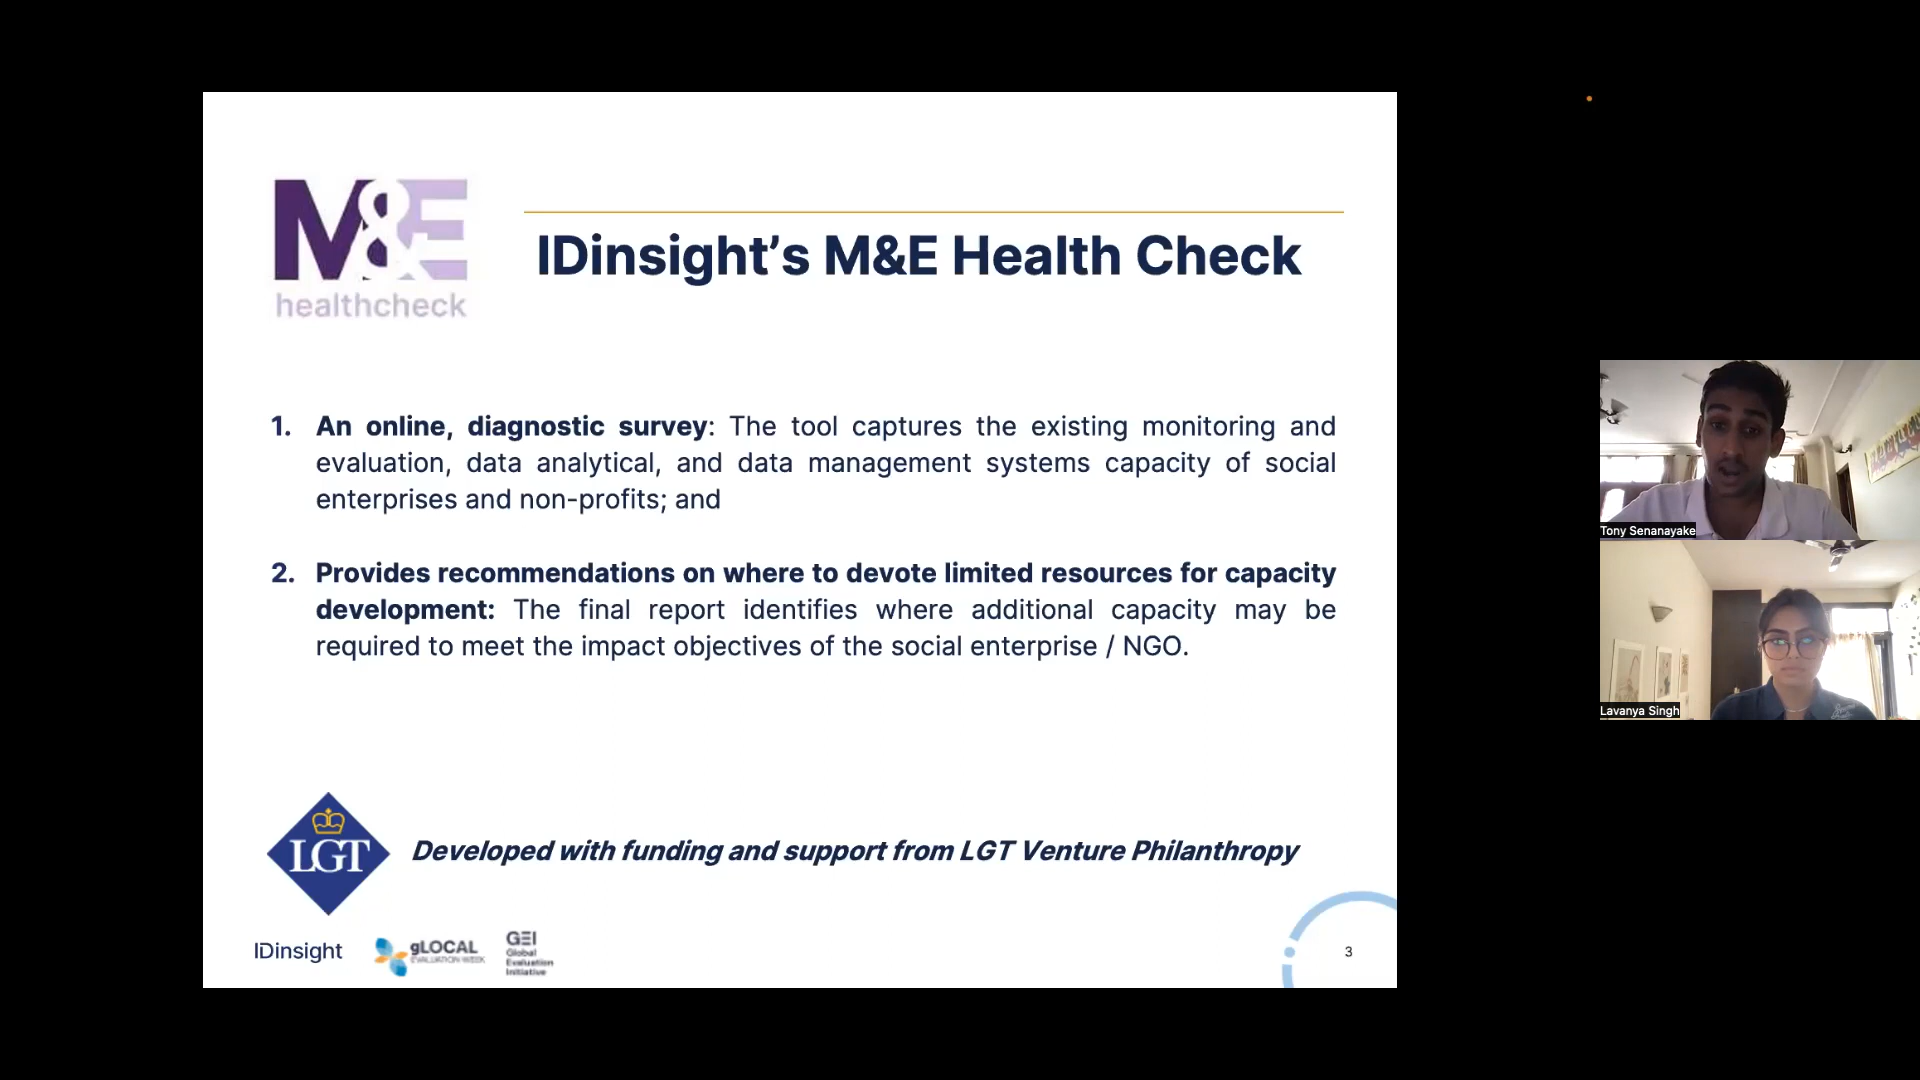 M&E
healthcheck
IDinsight’s M&E Health Check
1. An online, diagnostic survey: The tool captures the existing monitoring and
evaluation, data analytical, and data management systems capacity of social
enterprises and non-profits; and
2. Provides recommendations on where to devote limited resources for capacity
development: The final report identifies where additional capacity may be
required to meet the impact objectives of the social enterprise / NGO.
LGT
Developed with funding and support from LGT Venture Philanthropy
IDinsight
gLOCAL
EVALUATION WEEK
GEI
Global
Evaluation
Initiative
3
Tony Senanayake
Lavanya Singh